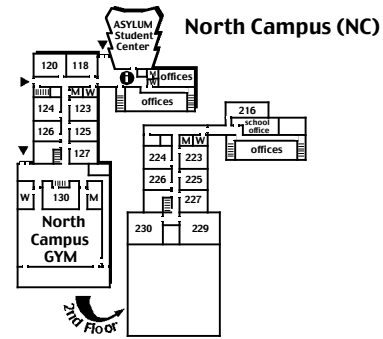 North Campus (NC)
ASYLUM
Student
Center
120 118
i
M
W
offices
offices
M W
124 123
126 125
127
W 130 M
North
Campus
GYM
216
school
office
offices
M W
224 223
226 225
227
230 229
2nd Floor